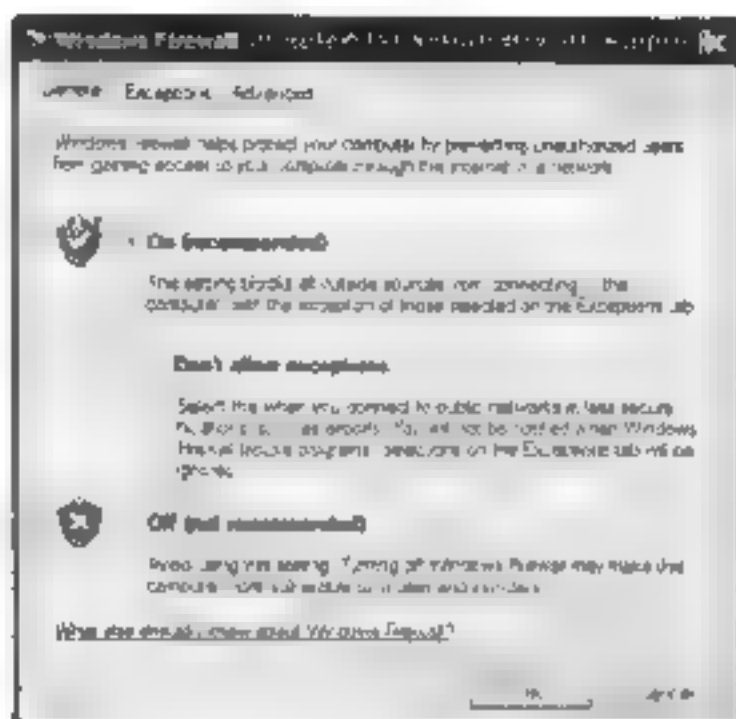 Windows Firewall
General Exceptions Advanced
Windows Firewall helps protect your computer by preventing unauthorized users
from gaining access to your computer through the Internet or a network.
On (recommended)
This setting blocks all outside sources from connecting to this
computer, with the exception of those selected on the Exceptions tab.
Don't allow exceptions
Select this when you connect to public networks in less secure
locations, such as airports. You will not be notified when Windows
Firewall blocks programs. Selections on the Exceptions tab will be
ignored.
Off (not recommended)
Avoid using this setting. Turning off Windows Firewall may make this
computer more vulnerable to viruses and intruders.
What else should I know about Windows Firewall?
OK Cancel